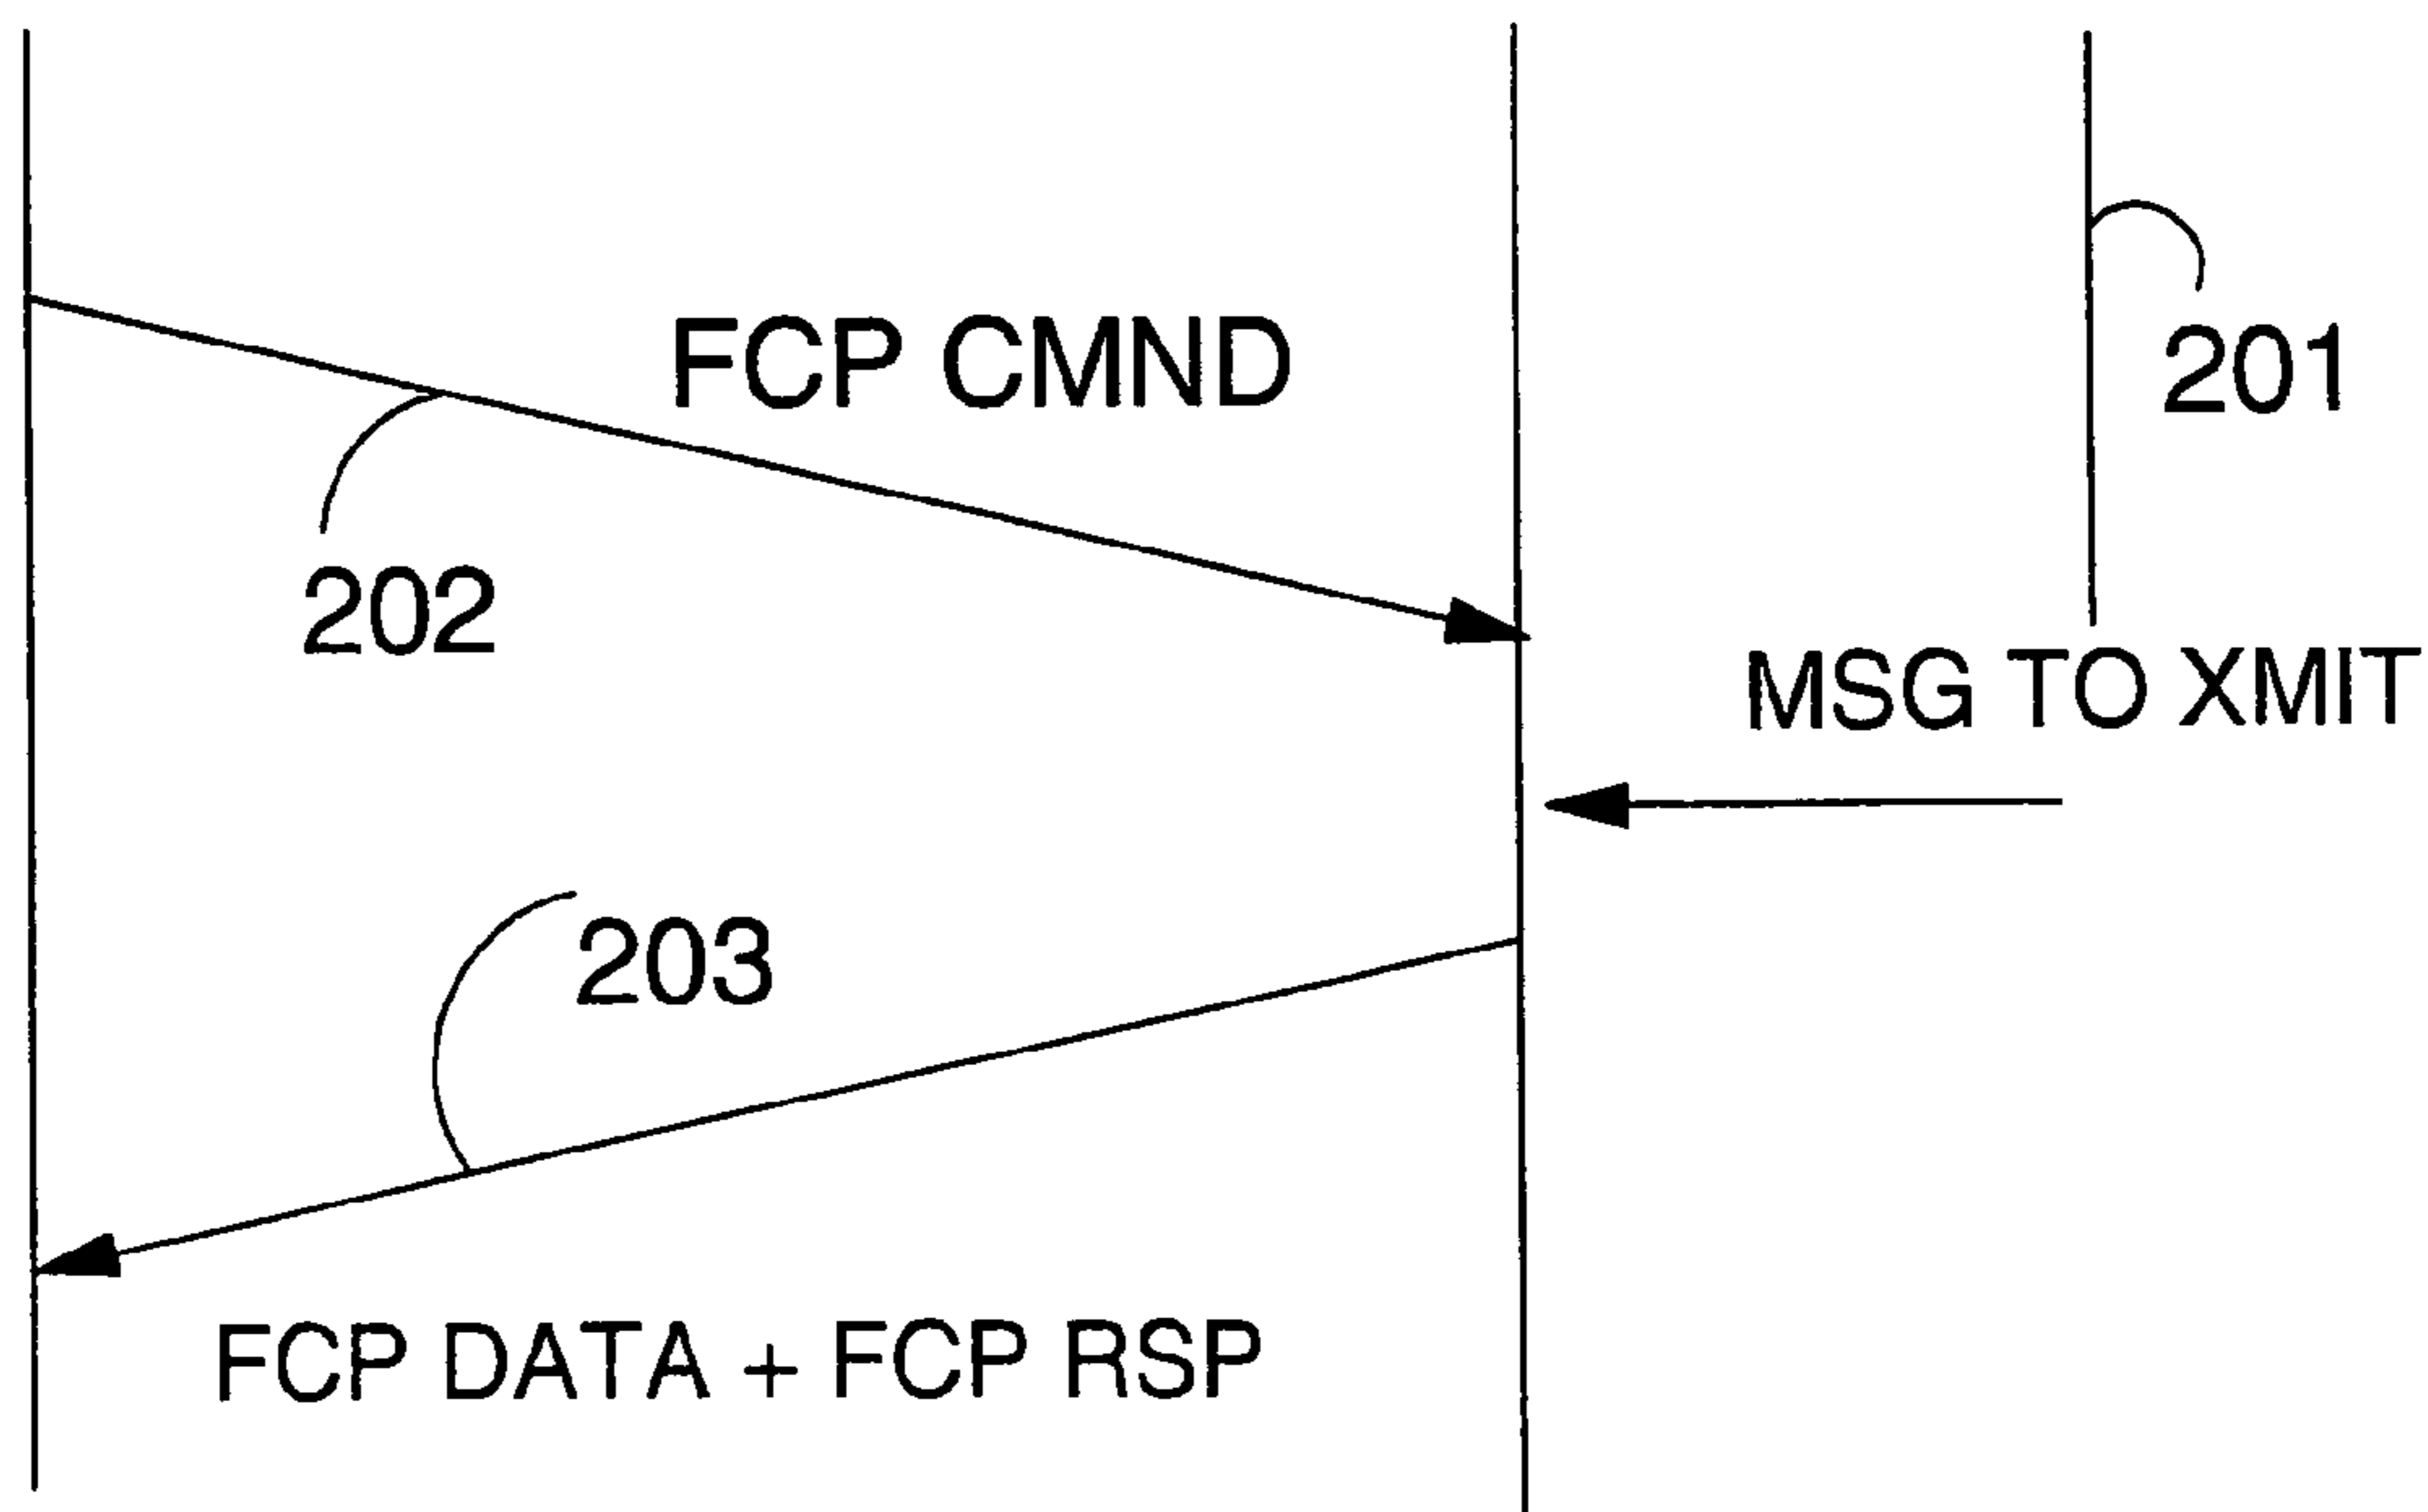 FCP CMND
201
202
MSG TO XMIT
203
FCP DATA + FCP RSP